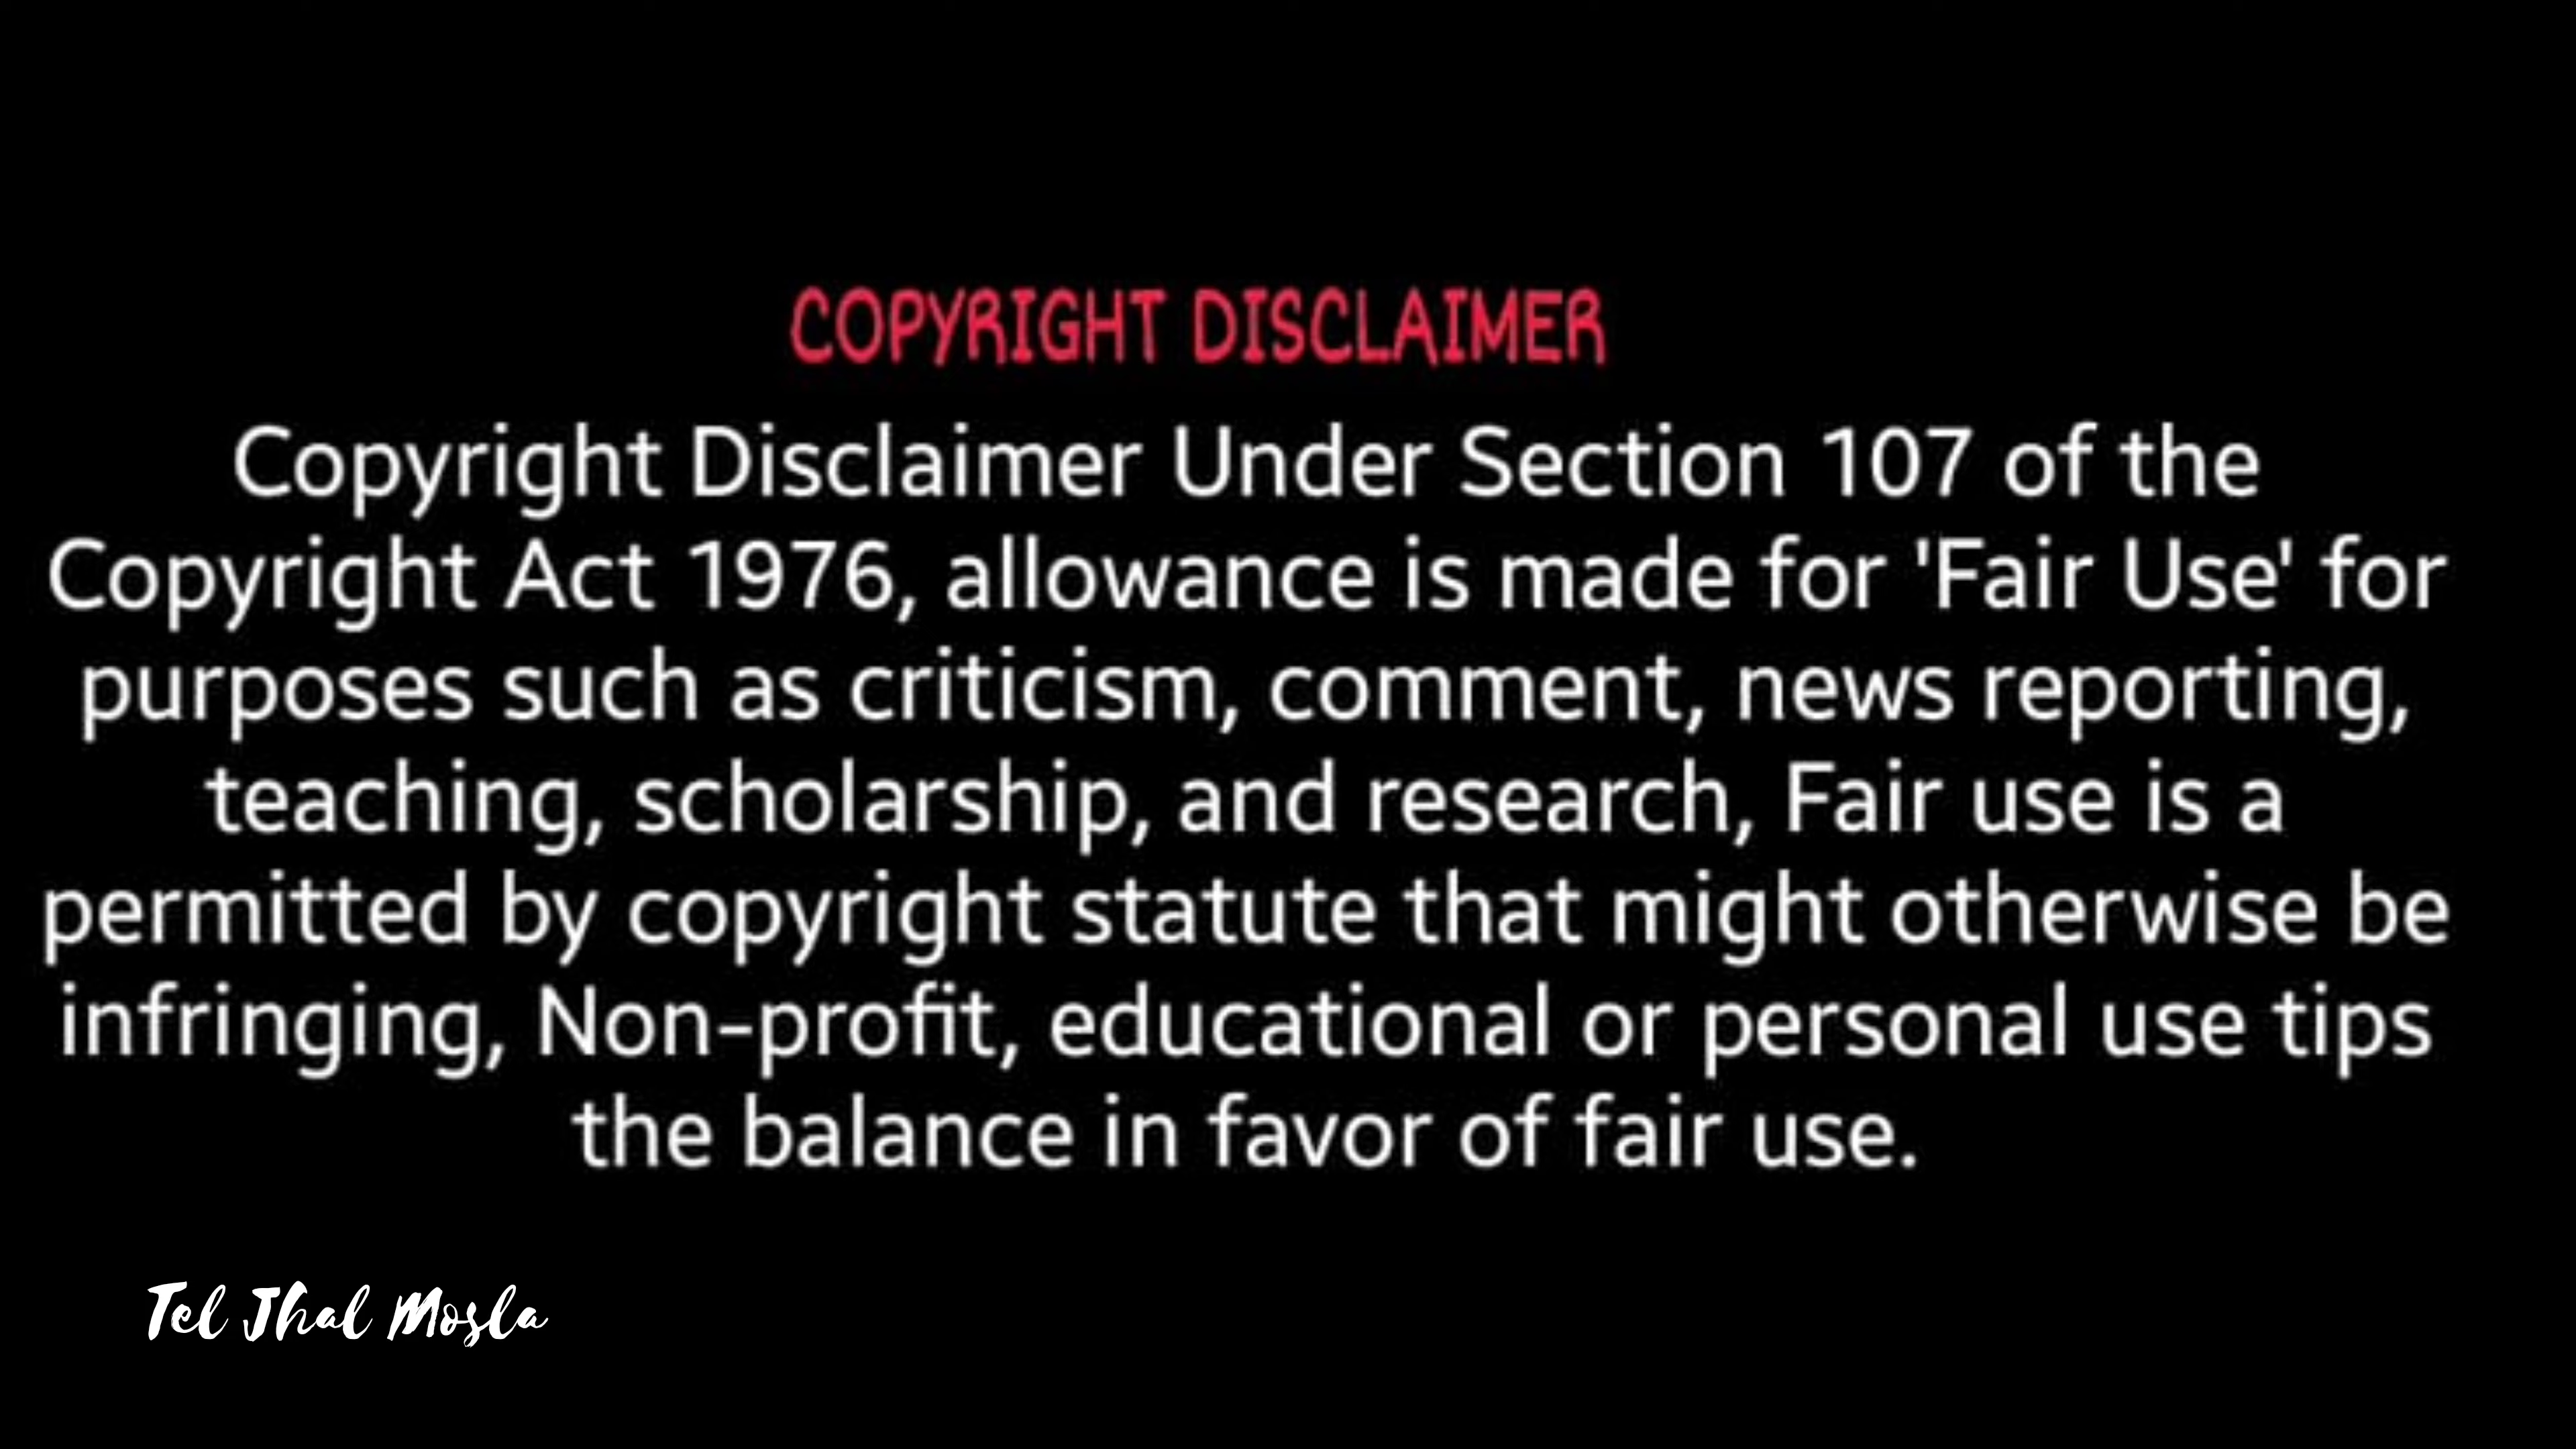 COPYRIGHT DISCLAIMER
Copyright Disclaimer Under Section 107 of the
Copyright Act 1976, allowance is made for 'Fair Use' for
purposes such as criticism, comment, news reporting,
teaching, scholarship, and research, Fair use is a
permitted by copyright statute that might otherwise be
infringing, Non-profit, educational or personal use tips
the balance in favor of fair use.
Tel Jhal Mosla